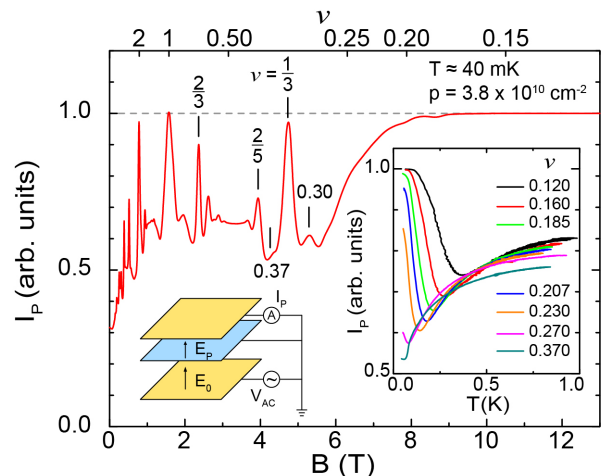 ν
2 1 0.50 0.25 0.20 0.15
T ≈ 40 mK
p = 3.8 x 10¹⁰ cm⁻²
ν = 1/3
2/3
2/5
0.30
0.37
1.0
0.5
0.0
I_P (arb. units)
0 2 4 6 8 10 12
B (T)
I_P
A
E_P
E_0
V_AC
~
1.0
0.5
I_P (arb. units)
0.0 0.5 1.0
T(K)
ν
0.120
0.160
0.185
0.207
0.230
0.270
0.370